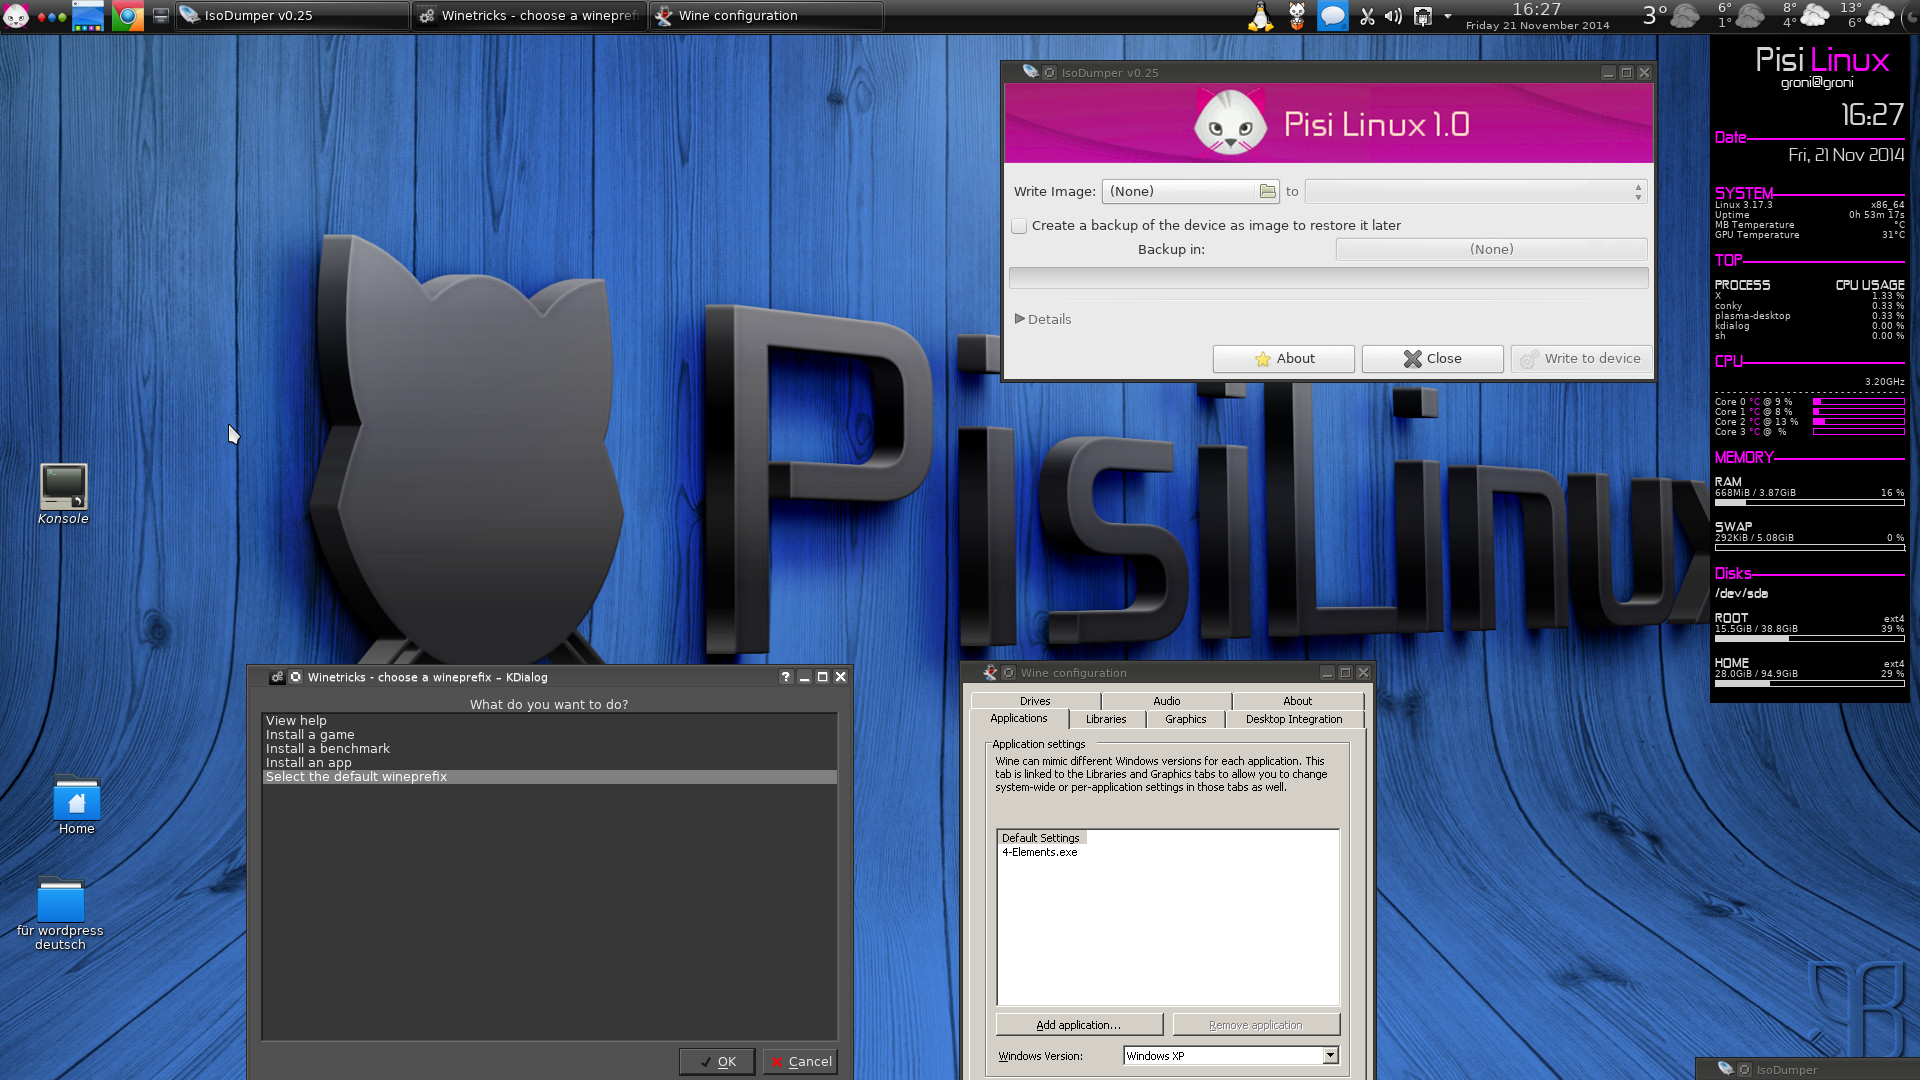 IsoDumper v0.25
Winetricks - choose a wineprefi
Wine configuration
16:27
Friday 21 November 2014
3°
6°
1°
8°
4°
13°
6°
IsoDumper v0.25
Pisi Linux 1.0
Write Image: (None) to
Create a backup of the device as image to restore it later
Backup in: (None)
Details
About Close Write to device
Pisi Linux
groni@groni
16:27
Date
Fri, 21 Nov 2014
SYSTEM
Linux 3.17.3 x86_64
Uptime 0h 53m 17s
MB Temperature °C
GPU Temperature 31°C
TOP
PROCESS CPU USAGE
X 1.33 %
conky 0.33 %
plasma-desktop 0.33 %
kdialog 0.00 %
sh 0.00 %
CPU
3.20GHz
Core 0 °C @ 9 %
Core 1 °C @ 8 %
Core 2 °C @ 13 %
Core 3 °C @ %
MEMORY
RAM
668MiB / 3.87GiB 16 %
SWAP
292KiB / 5.08GiB 0 %
Disks
/dev/sda
ROOT ext4
15.5GiB / 38.8GiB 39 %
HOME ext4
28.0GiB / 94.9GiB 29 %
PisiLinux
Konsole
Home
für wordpress
deutsch
Winetricks - choose a wineprefix – KDialog
What do you want to do?
View help
Install a game
Install a benchmark
Install an app
Select the default wineprefix
OK Cancel
Wine configuration
Drives Audio About
Applications Libraries Graphics Desktop Integration
Application settings
Wine can mimic different Windows versions for each application. This
tab is linked to the Libraries and Graphics tabs to allow you to change
system-wide or per-application settings in those tabs as well.
Default Settings
4-Elements.exe
Add application... Remove application
Windows Version: Windows XP
IsoDumper